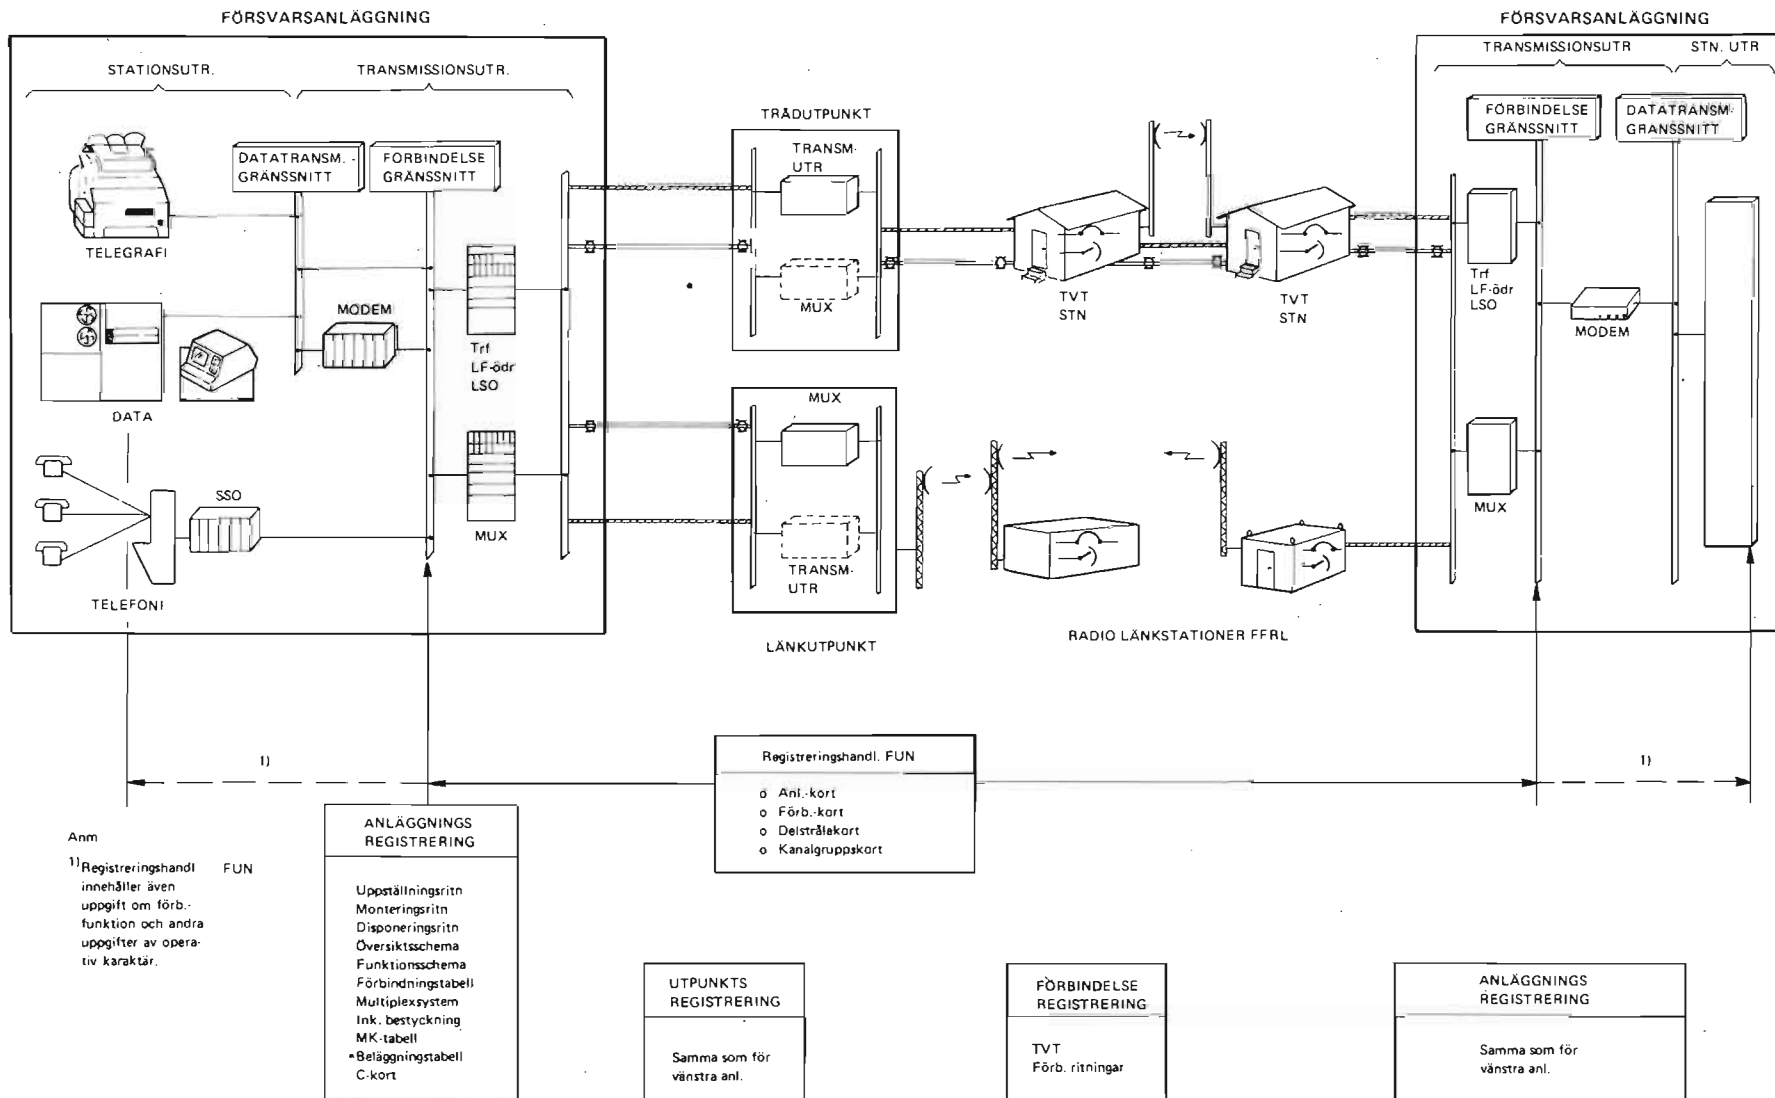 FÖRSVARSANLÄGGNING
STATIONSUTR.
TRANSMISSIONSUTR.
DATATRANSM.-
GRÄNSSNITT
FÖRBINDELSE
GRÄNSSNITT
TELEGRAFI
MODEM
Trf
LF-ödr
LSO
DATA
SSO
MUX
TELEFONI
TRÅDUTPUNKT
TRANSM-
UTR
MUX
MUX
TRANSM-
UTR
LÄNKUTPUNKT
TVT
STN
TVT
STN
RADIO LÄNKSTATIONER FFRL
FÖRSVARSANLÄGGNING
TRANSMISSIONSUTR
STN. UTR
FÖRBINDELSE
GRÄNSSNITT
DATATRANSM-
GRÄNSSNITT
Trf
LF-ödr
LSO
MODEM
MUX
1)
Registreringshandl. FUN
o Anl.-kort
o Förb.-kort
o Delstråkskort
o Kanalgruppskort
1)
Anm
1) Registreringshandl FUN
innehåller även
uppgift om förb.-
funktion och andra
uppgifter av opera-
tiv karaktär.
ANLÄGGNINGS
REGISTRERING
Uppställningsritn
Monteringsritn
Disponeringsritn
Översiktsschema
Funktionsschema
Förbindningstabell
Multiplexsystem
Ink. bestyckning
MK-tabell
Beläggningstabell
C-kort
UTPUNKTS
REGISTRERING
Samma som för
vänstra anl.
FÖRBINDELSE
REGISTRERING
TVT
Förb. ritningar
ANLÄGGNINGS
REGISTRERING
Samma som för
vänstra anl.